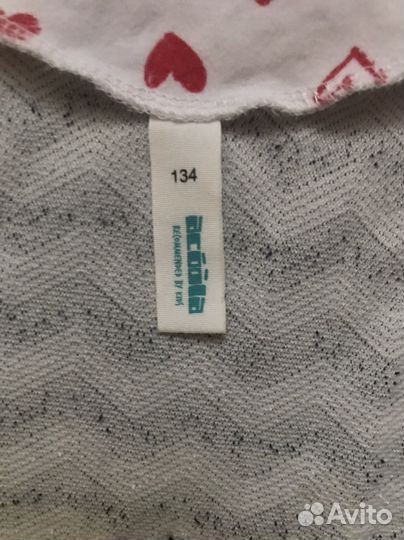 134
acoola
RECOMMENDED BY KIDS
Avito